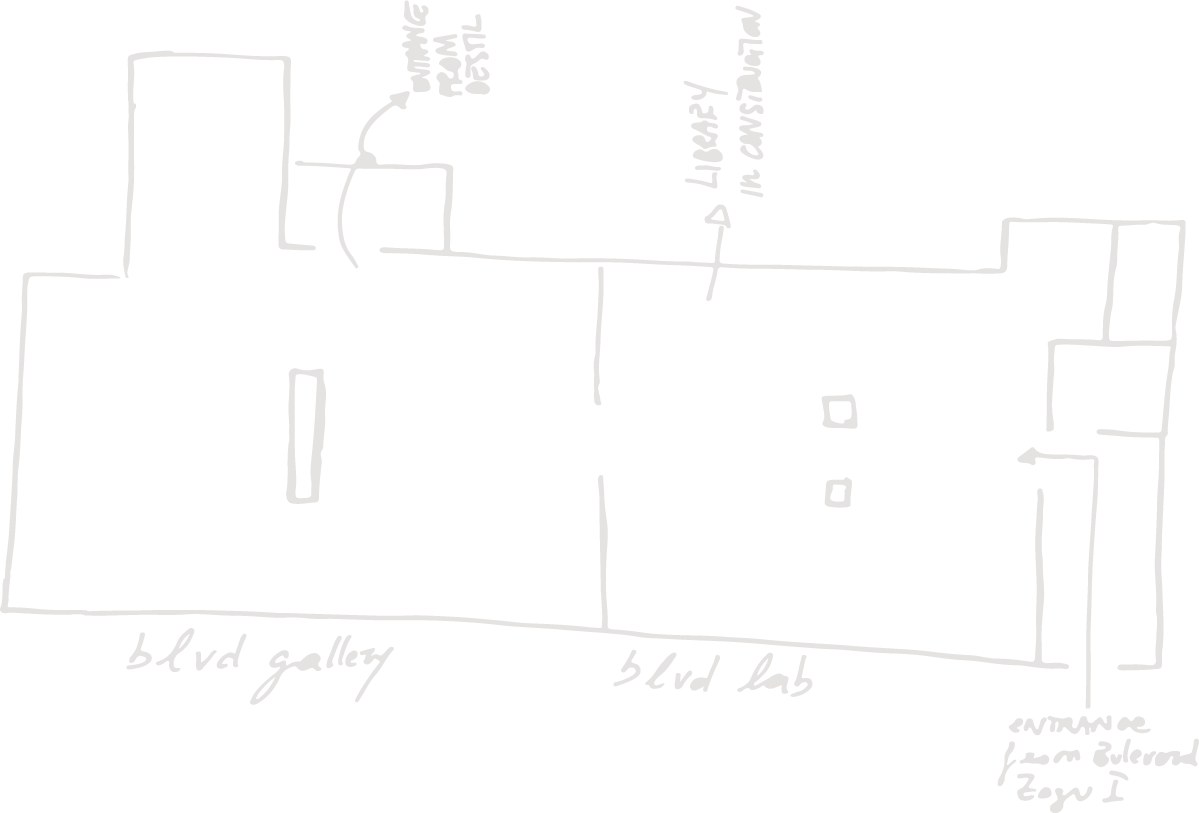 ENTRANCE
FROM
DESTIL
LIBRARY
IN CONSTRUCTION
blvd gallery
blvd lab
ENTRANCE
from Bulevard
Zogu I